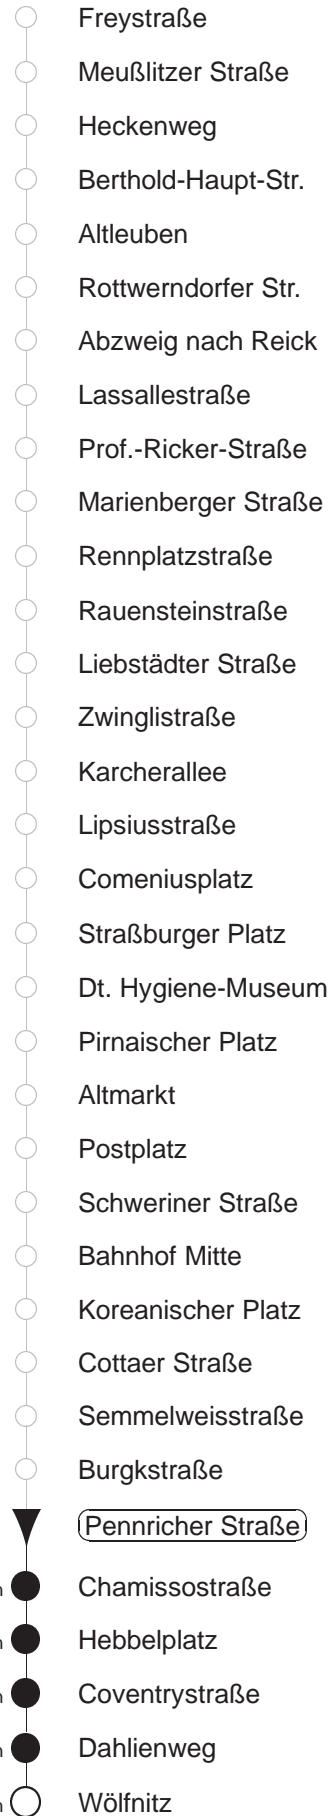 Freystraße
Meußlitzer Straße
Heckenweg
Berthold-Haupt-Str.
Altleuben
Rottwerndorfer Str.
Abzweig nach Reick
Lassallestraße
Prof.-Ricker-Straße
Marienberger Straße
Rennplatzstraße
Rauensteinstraße
Liebstädter Straße
Zwinglistraße
Karcherallee
Lipsiusstraße
Comeniusplatz
Straßburger Platz
Dt. Hygiene-Museum
Pirnaischer Platz
Altmarkt
Postplatz
Schweriner Straße
Bahnhof Mitte
Koreanischer Platz
Cottaer Straße
Semmelweisstraße
Burgkstraße
Pennricher Straße
Chamissostraße
Hebbelplatz
Coventrystraße
Dahlienweg
Wölfnitz